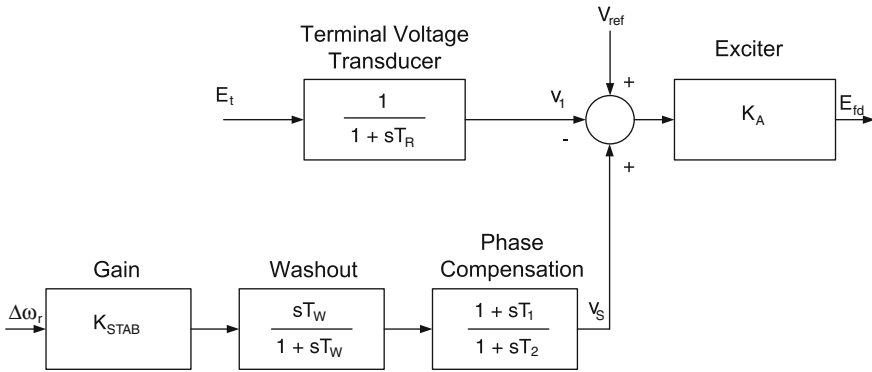 V_ref
Terminal Voltage
Transducer
Exciter
E_t
1
1 + sT_R
v_1
+
-
+
K_A
E_fd
Gain
Washout
Phase
Compensation
Δω_r
K_STAB
sT_W
1 + sT_W
1 + sT_1
1 + sT_2
v_S